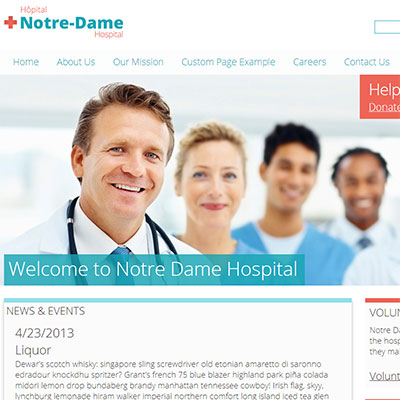 Hôpital
Notre-Dame
Hospital
Home About Us Our Mission Custom Page Example Careers Contact Us
Help
Donate
Welcome to Notre Dame Hospital
NEWS & EVENTS
4/23/2013
Liquor
Dewar's scotch whisky: singapore sling screwdriver old etonian amaretto di saronno
edradour knockdhu spritzer? Grant's french 75 blue blazer highland park piña colada
midori lemon drop bundaberg brandy manhattan tennessee cowboy! Irish flag, skyy,
lynchburg lemonade hiram walker imperial northern comfort long island iced tea glen
VOLUN
Notre Da
the hosp
they ma
Volunt